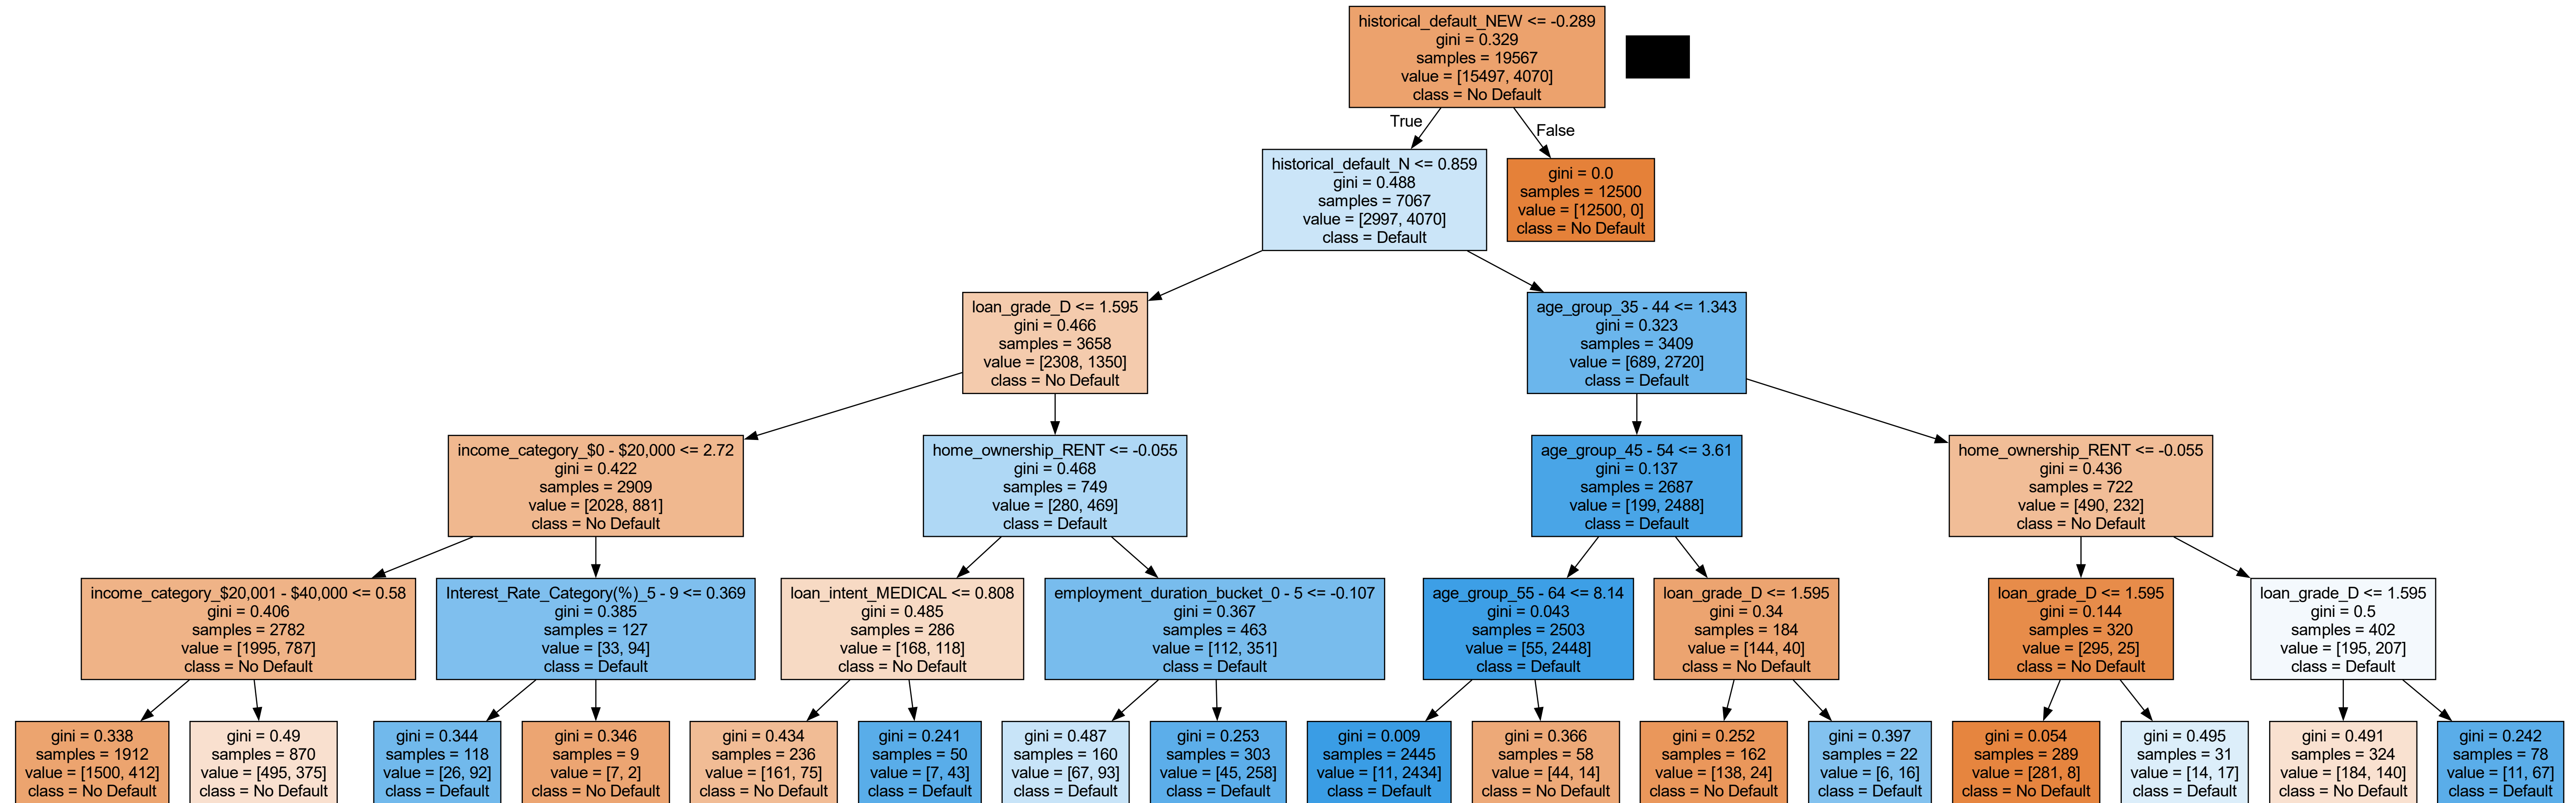 historical_default_NEW <= -0.289
gini = 0.329
samples = 19567
value = [15497, 4070]
class = No Default
True
False
historical_default_N <= 0.859
gini = 0.488
samples = 7067
value = [2997, 4070]
class = Default
gini = 0.0
samples = 12500
value = [12500, 0]
class = No Default
loan_grade_D <= 1.595
gini = 0.466
samples = 3658
value = [2308, 1350]
class = No Default
age_group_35 - 44 <= 1.343
gini = 0.323
samples = 3409
value = [689, 2720]
class = Default
income_category_$0 - $20,000 <= 2.72
gini = 0.422
samples = 2909
value = [2028, 881]
class = No Default
home_ownership_RENT <= -0.055
gini = 0.468
samples = 749
value = [280, 469]
class = Default
age_group_45 - 54 <= 3.61
gini = 0.137
samples = 2687
value = [199, 2488]
class = Default
home_ownership_RENT <= -0.055
gini = 0.436
samples = 722
value = [490, 232]
class = No Default
income_category_$20,001 - $40,000 <= 0.58
gini = 0.406
samples = 2782
value = [1995, 787]
class = No Default
Interest_Rate_Category(%)_5 - 9 <= 0.369
gini = 0.385
samples = 127
value = [33, 94]
class = Default
loan_intent_MEDICAL <= 0.808
gini = 0.485
samples = 286
value = [168, 118]
class = No Default
employment_duration_bucket_0 - 5 <= -0.107
gini = 0.367
samples = 463
value = [112, 351]
class = Default
age_group_55 - 64 <= 8.14
gini = 0.043
samples = 2503
value = [55, 2448]
class = Default
loan_grade_D <= 1.595
gini = 0.34
samples = 184
value = [144, 40]
class = No Default
loan_grade_D <= 1.595
gini = 0.144
samples = 320
value = [295, 25]
class = No Default
loan_grade_D <= 1.595
gini = 0.5
samples = 402
value = [195, 207]
class = Default
gini = 0.338
samples = 1912
value = [1500, 412]
class = No Default
gini = 0.49
samples = 870
value = [495, 375]
class = No Default
gini = 0.344
samples = 118
value = [26, 92]
class = Default
gini = 0.346
samples = 9
value = [7, 2]
class = No Default
gini = 0.434
samples = 236
value = [161, 75]
class = No Default
gini = 0.241
samples = 50
value = [7, 43]
class = Default
gini = 0.487
samples = 160
value = [67, 93]
class = Default
gini = 0.253
samples = 303
value = [45, 258]
class = Default
gini = 0.009
samples = 2445
value = [11, 2434]
class = Default
gini = 0.366
samples = 58
value = [44, 14]
class = No Default
gini = 0.252
samples = 162
value = [138, 24]
class = No Default
gini = 0.397
samples = 22
value = [6, 16]
class = Default
gini = 0.054
samples = 289
value = [281, 8]
class = No Default
gini = 0.495
samples = 31
value = [14, 17]
class = Default
gini = 0.491
samples = 324
value = [184, 140]
class = No Default
gini = 0.242
samples = 78
value = [11, 67]
class = Default